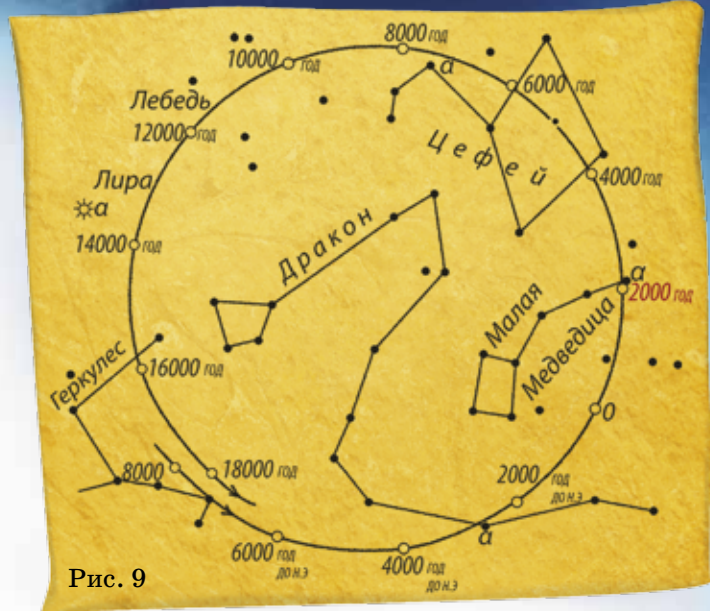 8000 год
10000 год
α
6000 год
Лебедь
12000 год
Цефей
Лира
4000 год
α
14000 год
Дракон
α
2000 год
Малая
Медведица
Геркулес
16000 год
0
8000
18000 год
2000 год
до н.э
α
6000 год
до н.э
4000 год
до н.э
Рис. 9